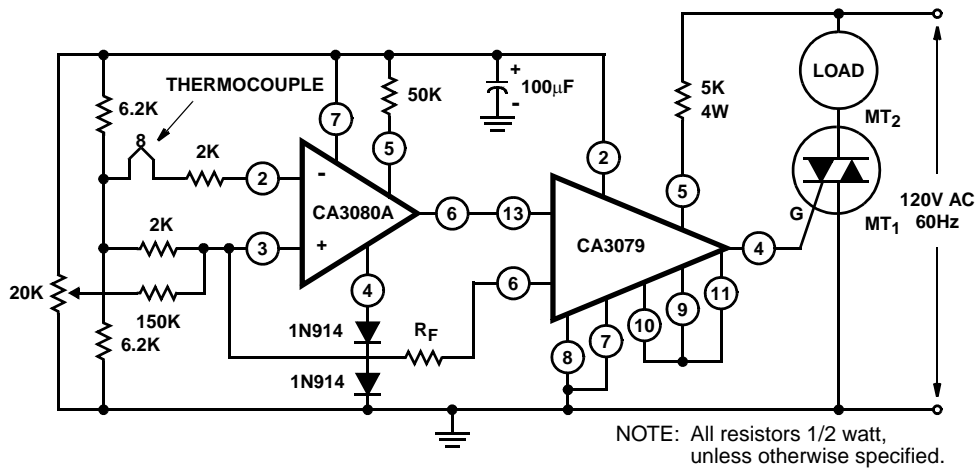 6.2K
THERMOCOUPLE
8
2K
2
7
50K
5
+
-
100µF
2
5K
4W
LOAD
MT2
MT1
G
120V AC
60Hz
-
CA3080A
+
6
13
CA3079
5
4
2K
3
20K
150K
4
6
6.2K
1N914
RF
1N914
8
7
10
9
11
NOTE: All resistors 1/2 watt,
unless otherwise specified.